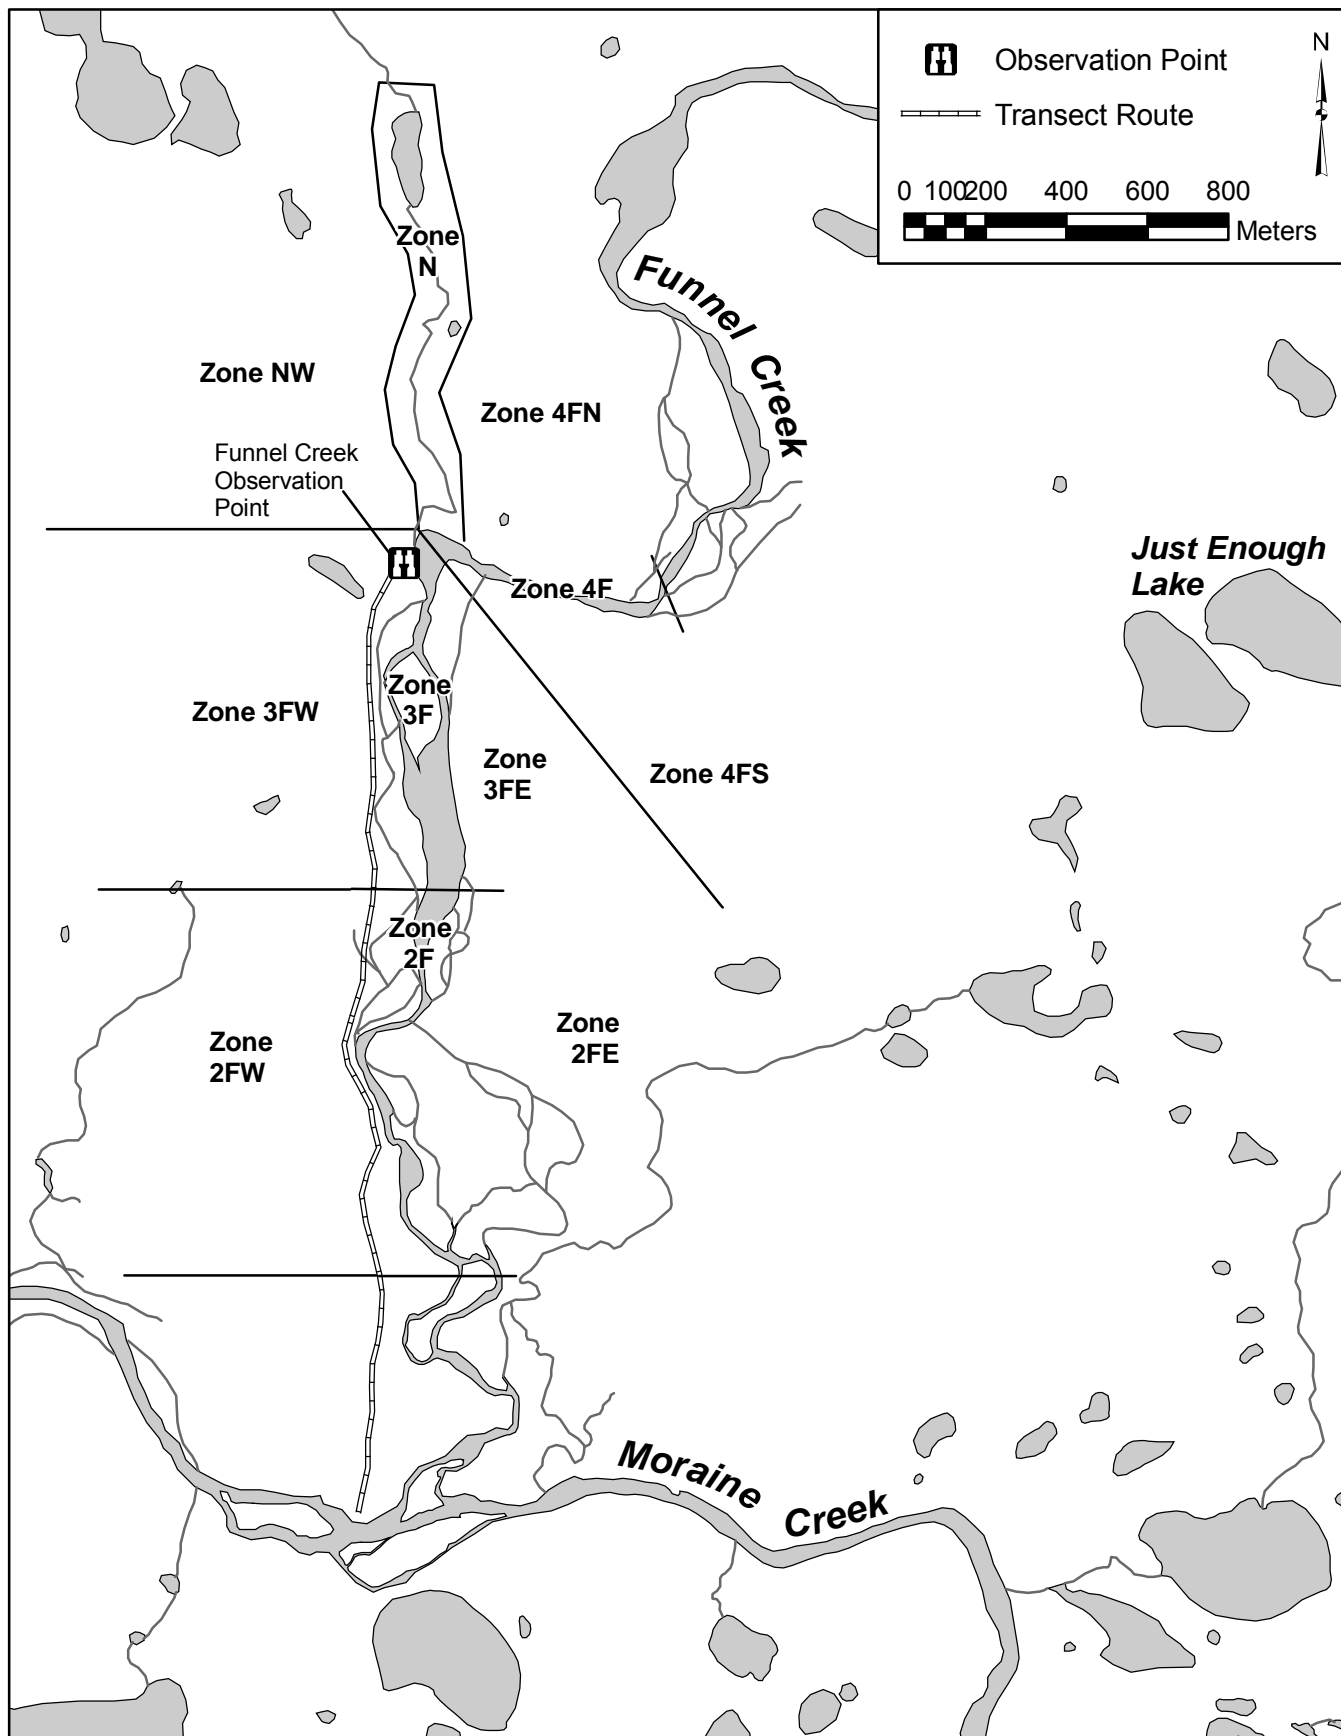 Observation Point
N
Transect Route
0 100 200 400 600 800
Meters
Zone
N
Funnel Creek
Zone NW
Zone 4FN
Funnel Creek
Observation
Point
Just Enough
Lake
Zone 4F
Zone
3F
Zone 3FW
Zone
3FE
Zone 4FS
Zone
2F
Zone
2FE
Zone
2FW
Moraine Creek